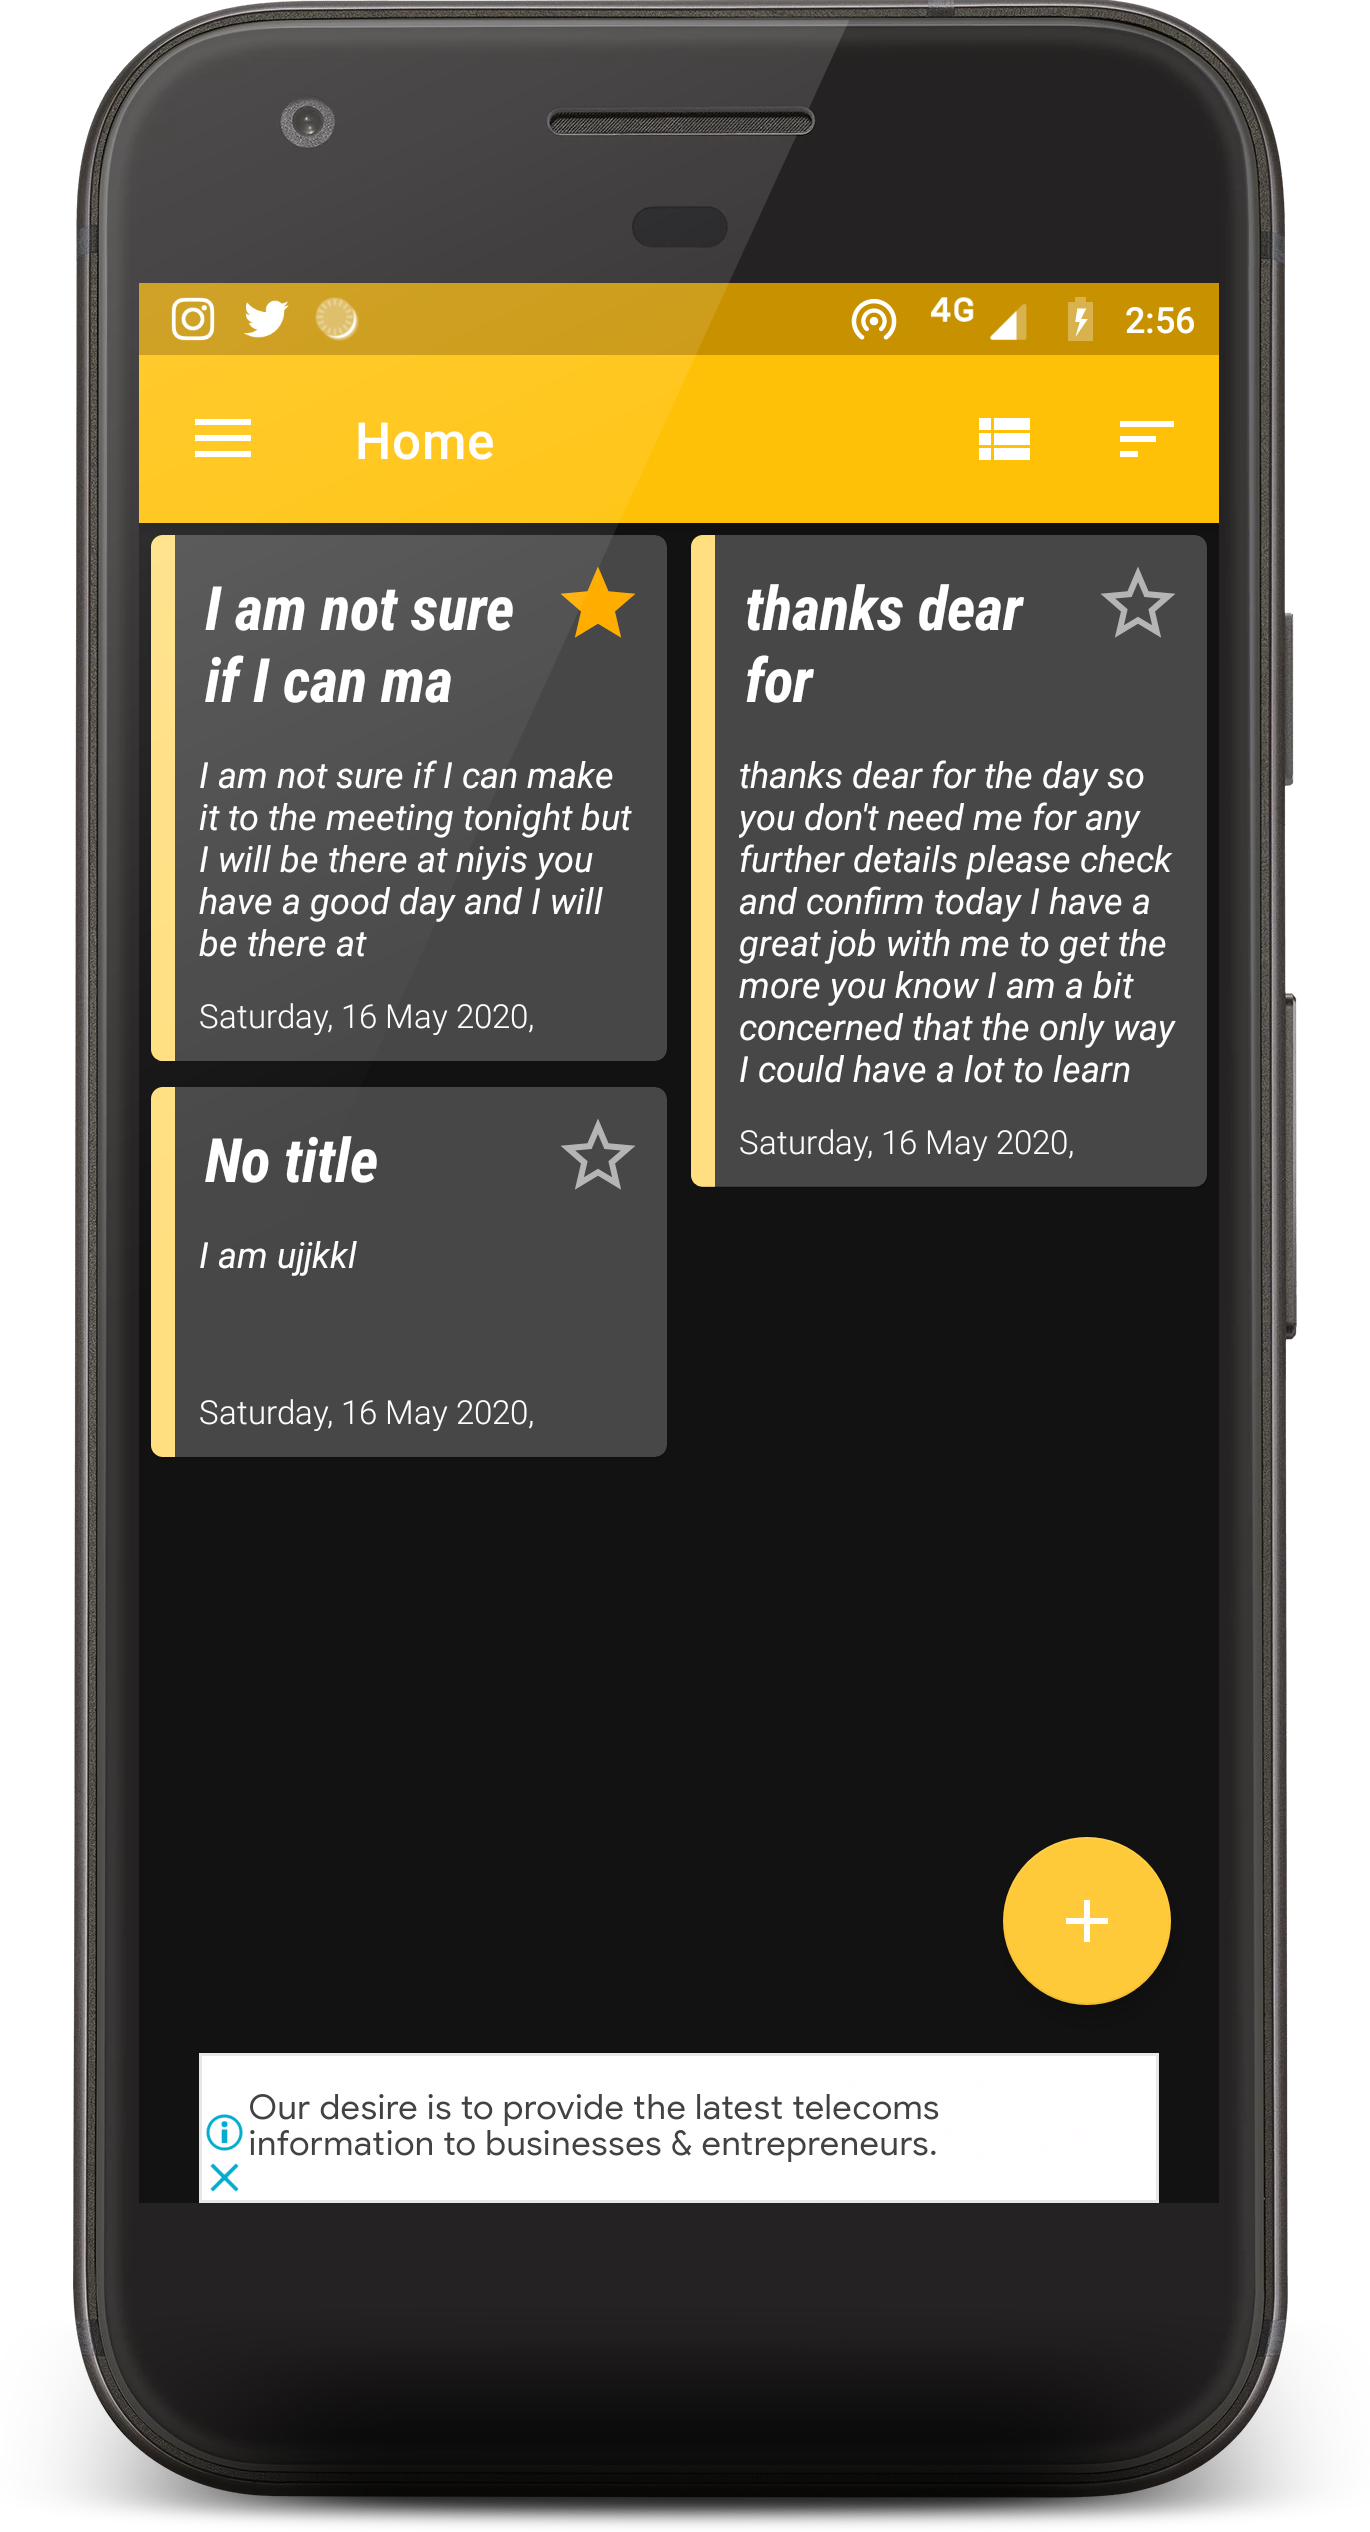 4G 2:56
Home
I am not sure
if I can ma
I am not sure if I can make
it to the meeting tonight but
I will be there at niyis you
have a good day and I will
be there at
Saturday, 16 May 2020,
thanks dear
for
thanks dear for the day so
you don't need me for any
further details please check
and confirm today I have a
great job with me to get the
more you know I am a bit
concerned that the only way
I could have a lot to learn
Saturday, 16 May 2020,
No title
I am ujjkkl
Saturday, 16 May 2020,
Our desire is to provide the latest telecoms
information to businesses & entrepreneurs.